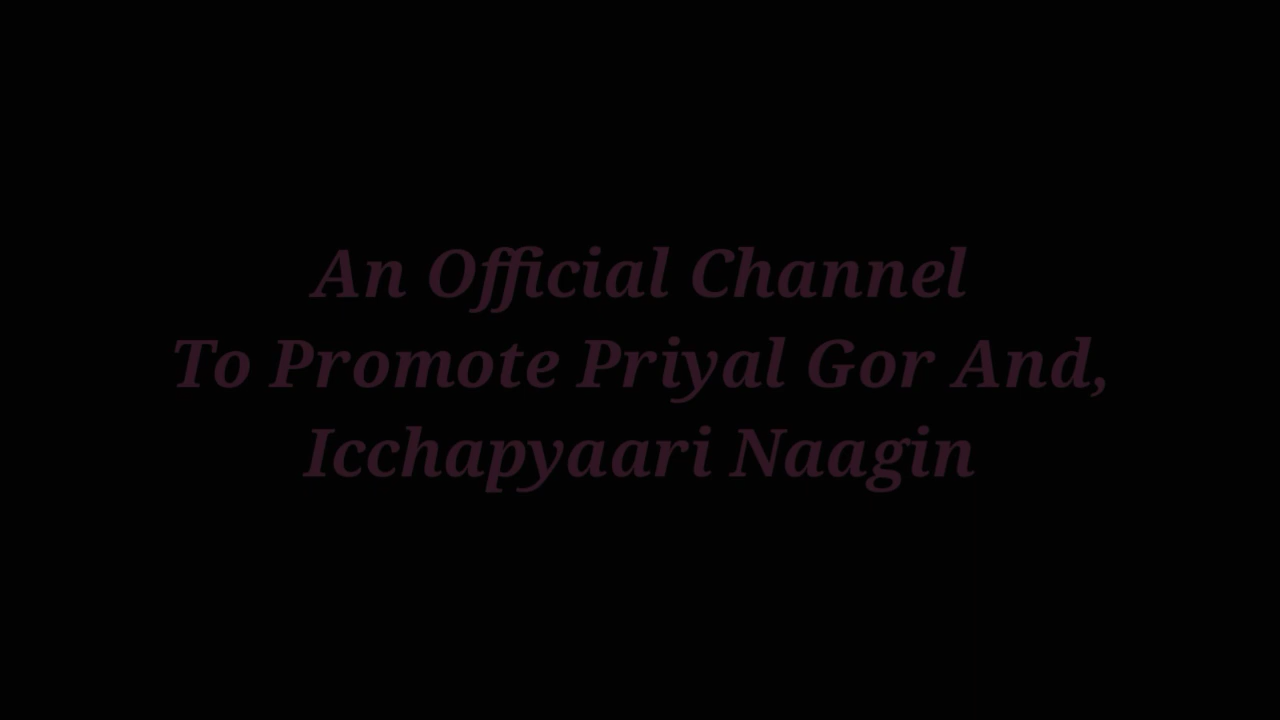 An Official Channel
To Promote Priyal Gor And,
Icchapyaari Naagin